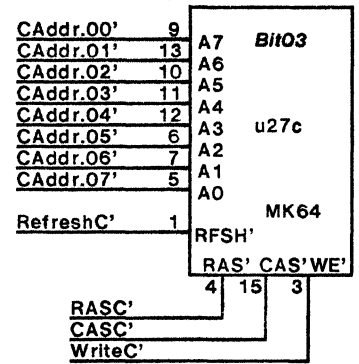 CAddr.00' 9 A7 Bit03
CAddr.01' 13 A6
CAddr.02' 10 A5
CAddr.03' 11 A4
CAddr.04' 12 A3 u27c
CAddr.05' 6 A2
CAddr.06' 7 A1
CAddr.07' 5 A0
MK64
RefreshC' 1 RFSH'
RAS' CAS' WE'
4 15 3
RASC'
CASC'
WriteC'